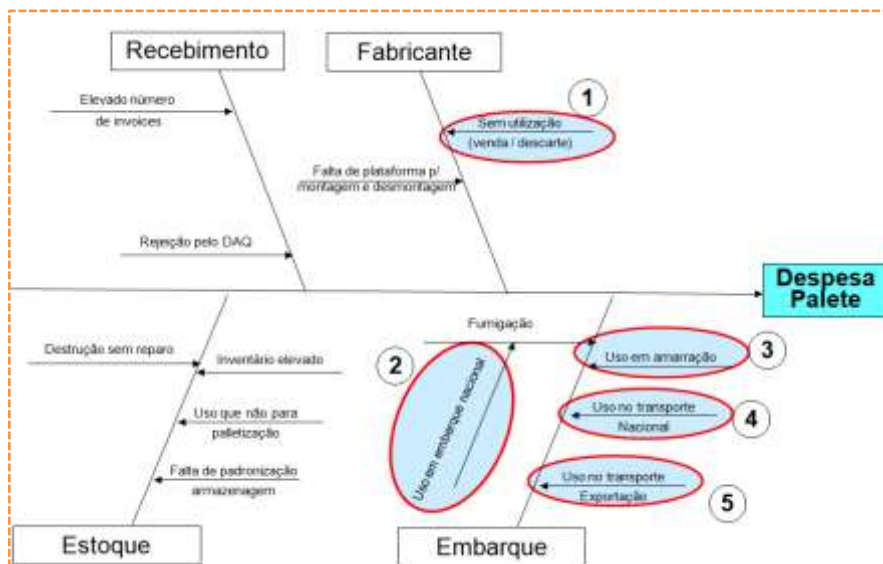 Recebimento
Fabricante
Elevado número
de invoices
1
Sem utilização
(venda / descarte)
Falta de plataforma p/
montagem e desmontagem
Rejeição pelo DAQ
Despesa
Palete
Fumigação
Destrução sem reparo
Inventário elevado
2
Uso em embarque nacional
Uso em amarração
3
Uso que não para
palletização
Uso no transporte
Nacional
4
Falta de padronização
armazenagem
Uso no transporte
Exportação
5
Estoque
Embarque